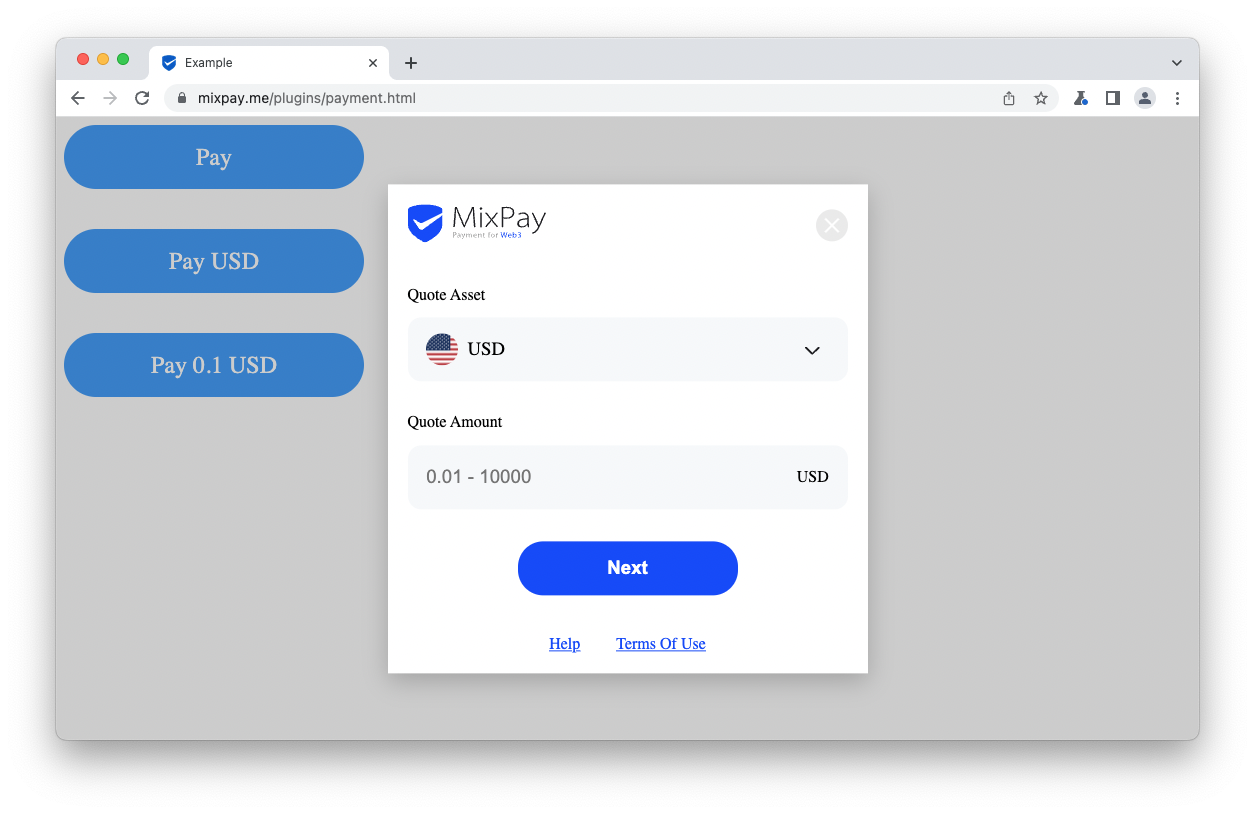 Example
mixpay.me/plugins/payment.html
Pay
Pay USD
Pay 0.1 USD
MixPay
Payment for Web3
Quote Asset
USD
Quote Amount
0.01 - 10000 USD
Next
Help Terms Of Use